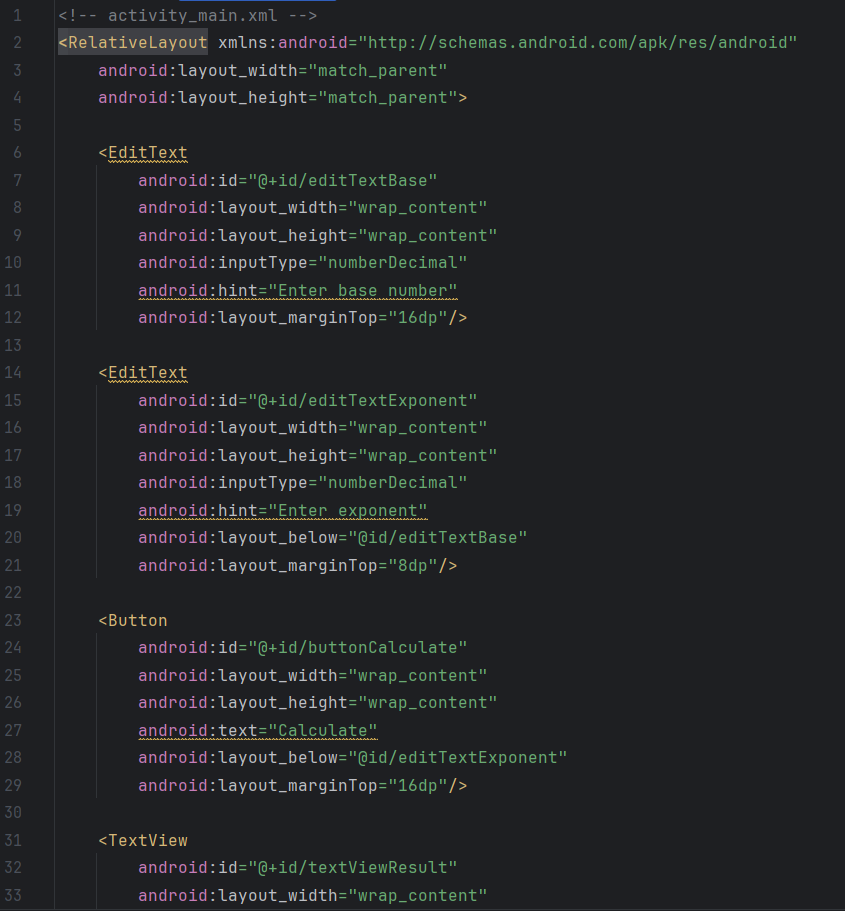 1 <!-- activity_main.xml -->
2 <RelativeLayout xmlns:android="http://schemas.android.com/apk/res/android"
3     android:layout_width="match_parent"
4     android:layout_height="match_parent">
5
6     <EditText
7         android:id="@+id/editTextBase"
8         android:layout_width="wrap_content"
9         android:layout_height="wrap_content"
10         android:inputType="numberDecimal"
11         android:hint="Enter base number"
12         android:layout_marginTop="16dp"/>
13
14     <EditText
15         android:id="@+id/editTextExponent"
16         android:layout_width="wrap_content"
17         android:layout_height="wrap_content"
18         android:inputType="numberDecimal"
19         android:hint="Enter exponent"
20         android:layout_below="@id/editTextBase"
21         android:layout_marginTop="8dp"/>
22
23     <Button
24         android:id="@+id/buttonCalculate"
25         android:layout_width="wrap_content"
26         android:layout_height="wrap_content"
27         android:text="Calculate"
28         android:layout_below="@id/editTextExponent"
29         android:layout_marginTop="16dp"/>
30
31     <TextView
32         android:id="@+id/textViewResult"
33         android:layout_width="wrap_content"